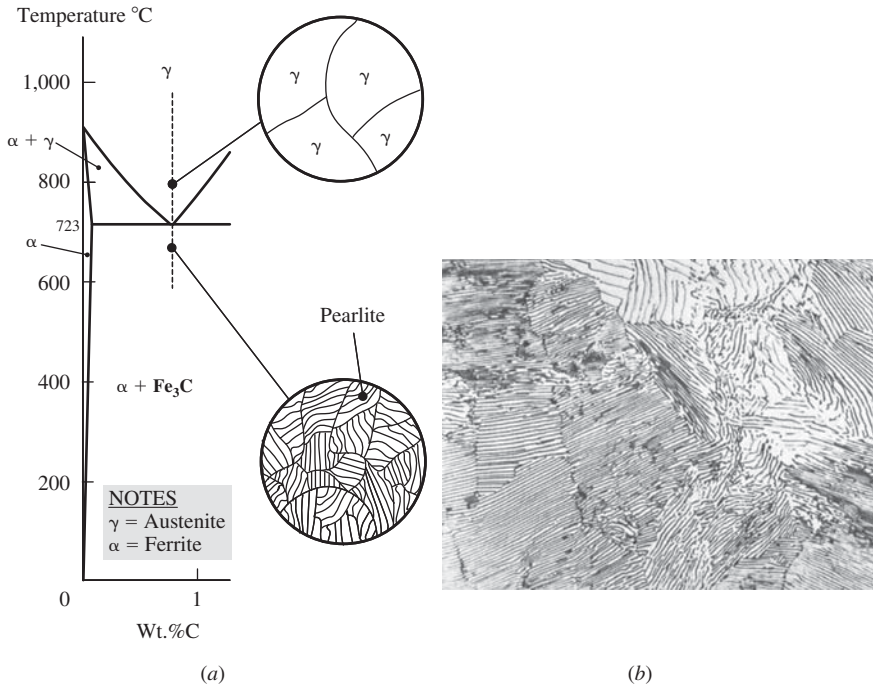 Temperature °C
γ
1,000
γ
γ
α + γ
γ
γ
800
723
α
600
Pearlite
400
α + Fe₃C
200
NOTES
γ = Austenite
α = Ferrite
0
1
Wt.%C
(a)
(b)